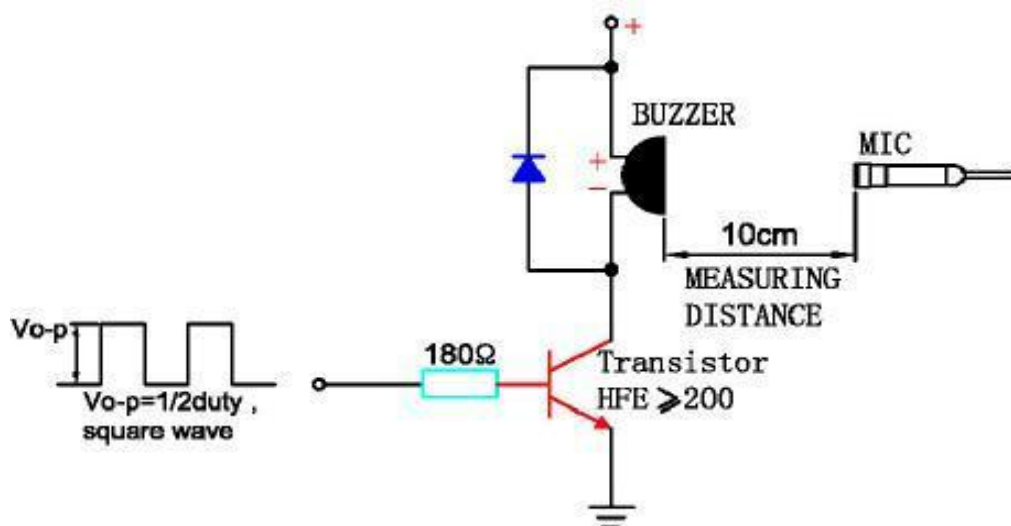 +
BUZZER
+
−
MIC
10cm
MEASURING
DISTANCE
Vo-p
180Ω
Transistor
HFE ≥200
Vo-p=1/2duty ,
square wave